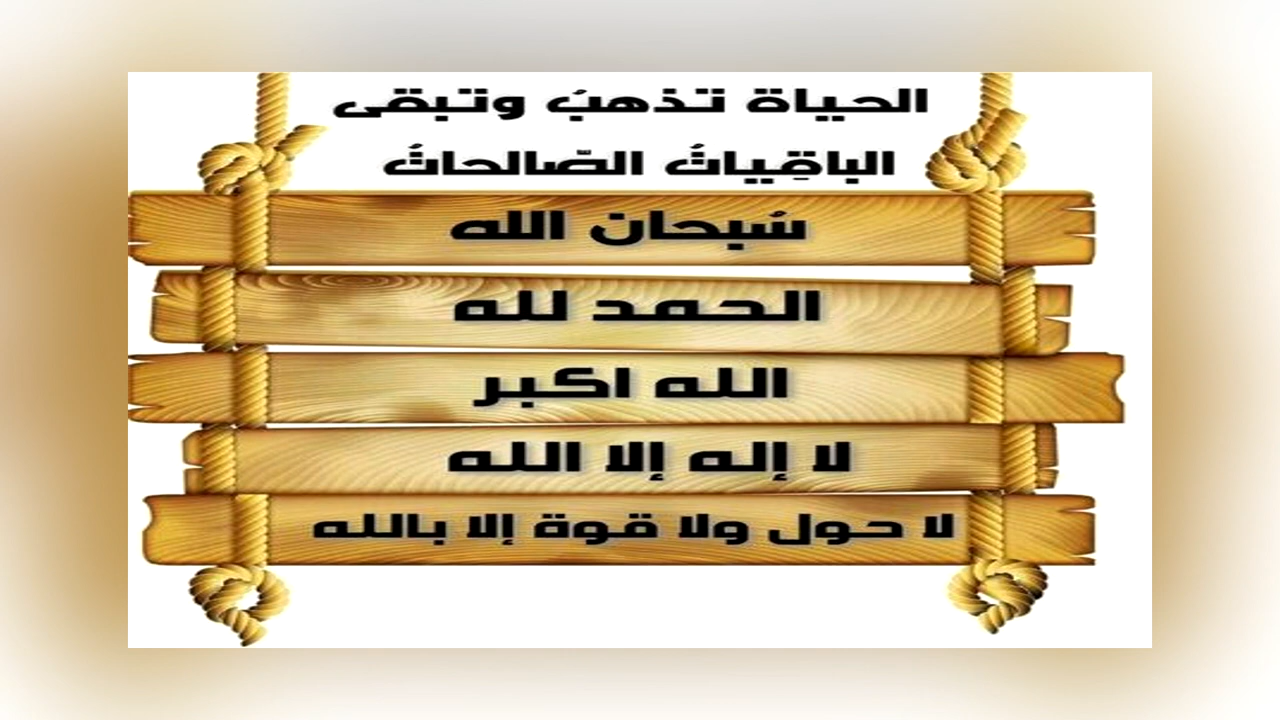 الحياة تذهبُ وتبقى
الباقِياتُ الصّالحاتُ
سُبحان الله
الحمد لله
الله اكبر
لا إله إلا الله
لا حول ولا قوة إلا بالله